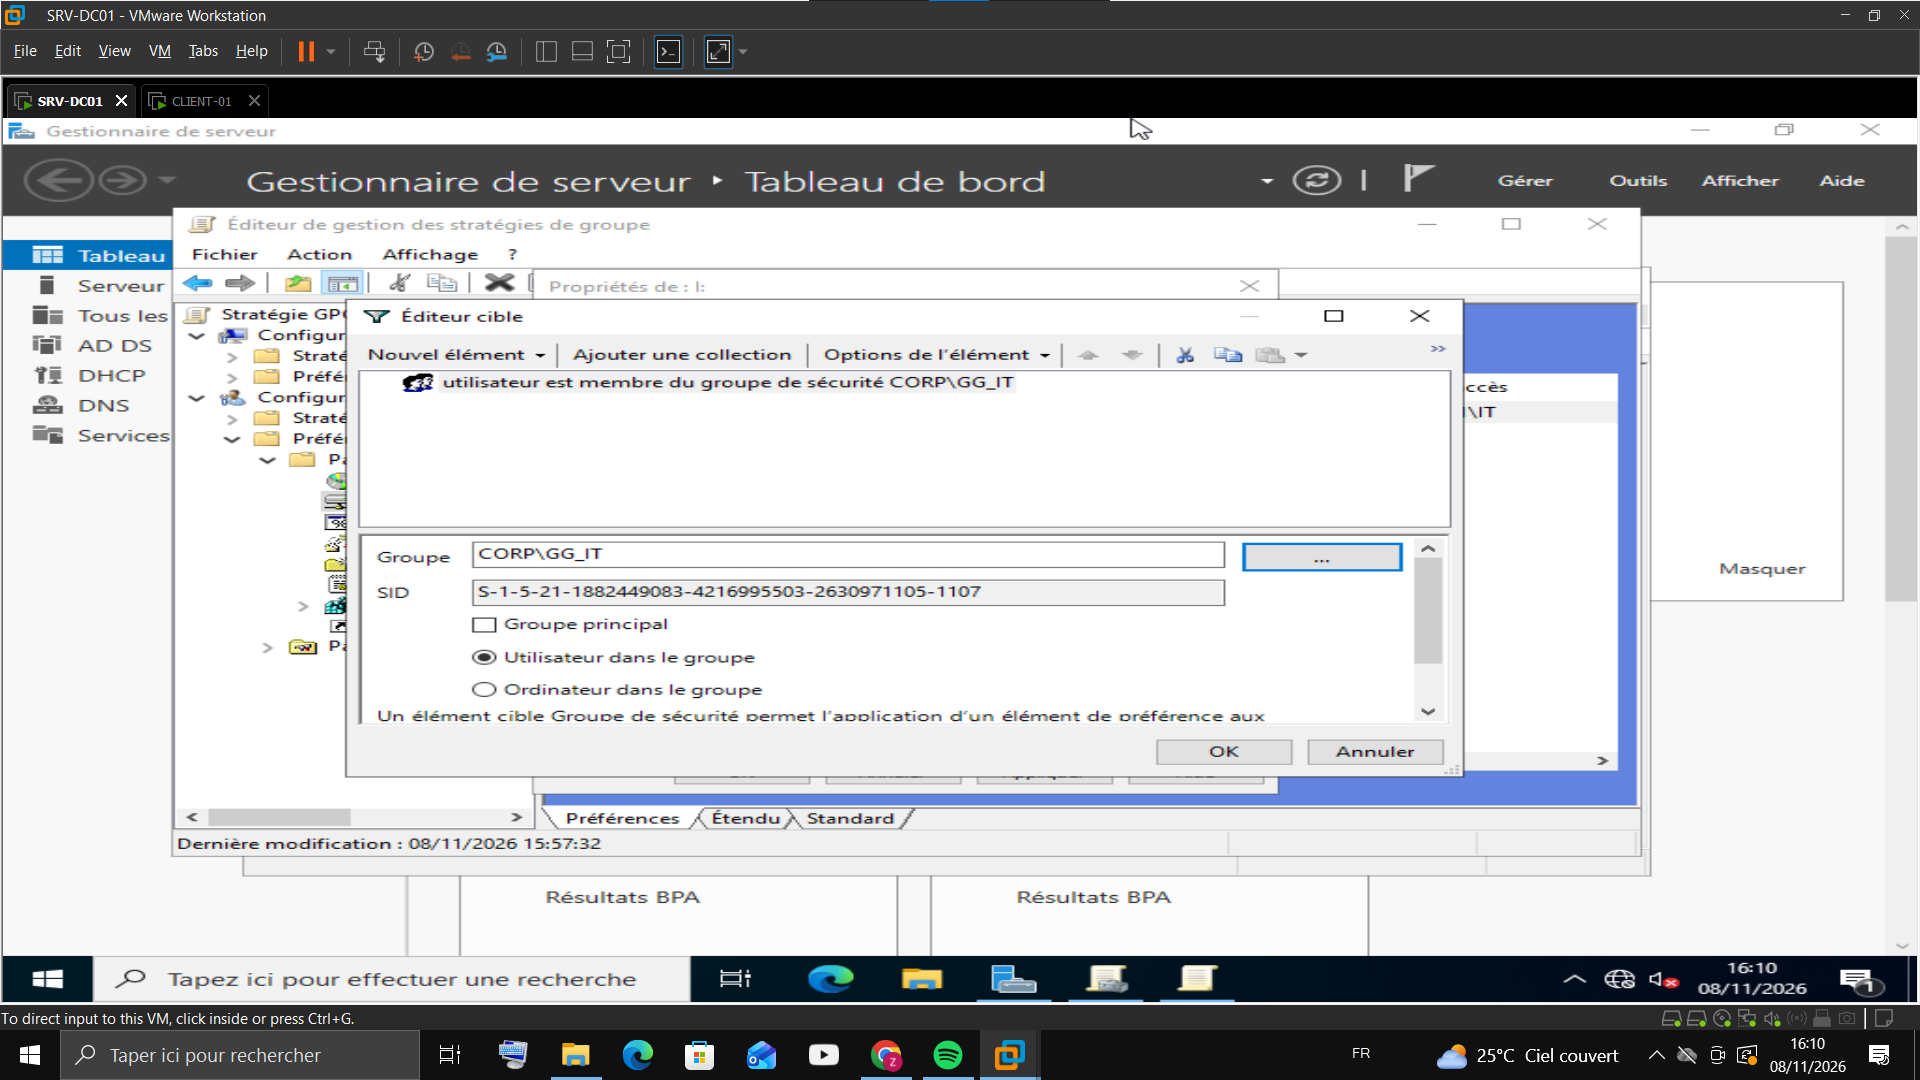 SRV-DC01 - VMware Workstation
File Edit View VM Tabs Help
SRV-DC01 CLIENT-01
Gestionnaire de serveur
Gestionnaire de serveur ‣ Tableau de bord
Gérer Outils Afficher Aide
Éditeur de gestion des stratégies de groupe
Tableau
Fichier Action Affichage ?
Serveur
Propriétés de : I:
Tous les
Stratégie
Éditeur cible
Configur
AD DS
Straté
Nouvel élément Ajouter une collection Options de l'élément
DHCP
Préfér
utilisateur est membre du groupe de sécurité CORP\GG_IT
ccès
Configur
DNS
\IT
Straté
Services
Préfér
Groupe CORP\GG_IT ...
Masquer
SID S-1-5-21-1882449083-4216995503-2630971105-1107
Groupe principal
Utilisateur dans le groupe
Ordinateur dans le groupe
Un élément cible Groupe de sécurité permet l'application d'un élément de préférence aux
OK Annuler
Préférences Étendu Standard
Dernière modification : 08/11/2026 15:57:32
Résultats BPA Résultats BPA
Tapez ici pour effectuer une recherche
16:10
08/11/2026
1
To direct input to this VM, click inside or press Ctrl+G.
Taper ici pour rechercher
FR
25°C Ciel couvert
16:10
08/11/2026